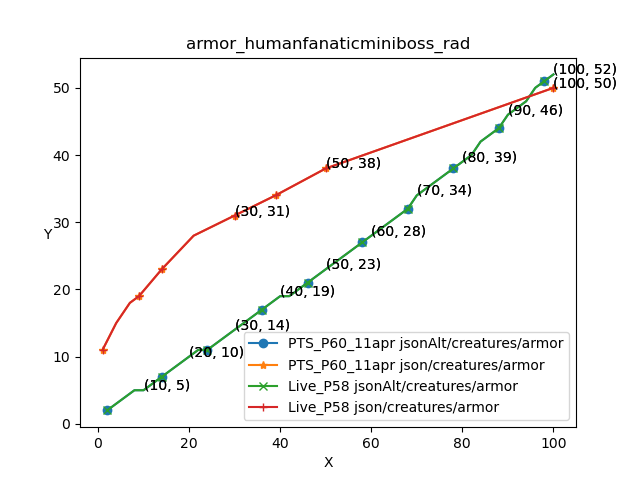 armor_humanfanaticminiboss_rad
(100, 52)
(100, 50)
(90, 46)
(50, 38)
(80, 39)
(30, 31)
(70, 34)
(60, 28)
(50, 23)
(40, 19)
(30, 14)
(20, 10)
(10, 5)
50
40
30
20
10
0
Y
0 20 40 60 80 100
X
PTS_P60_11apr jsonAlt/creatures/armor
PTS_P60_11apr json/creatures/armor
Live_P58 jsonAlt/creatures/armor
Live_P58 json/creatures/armor